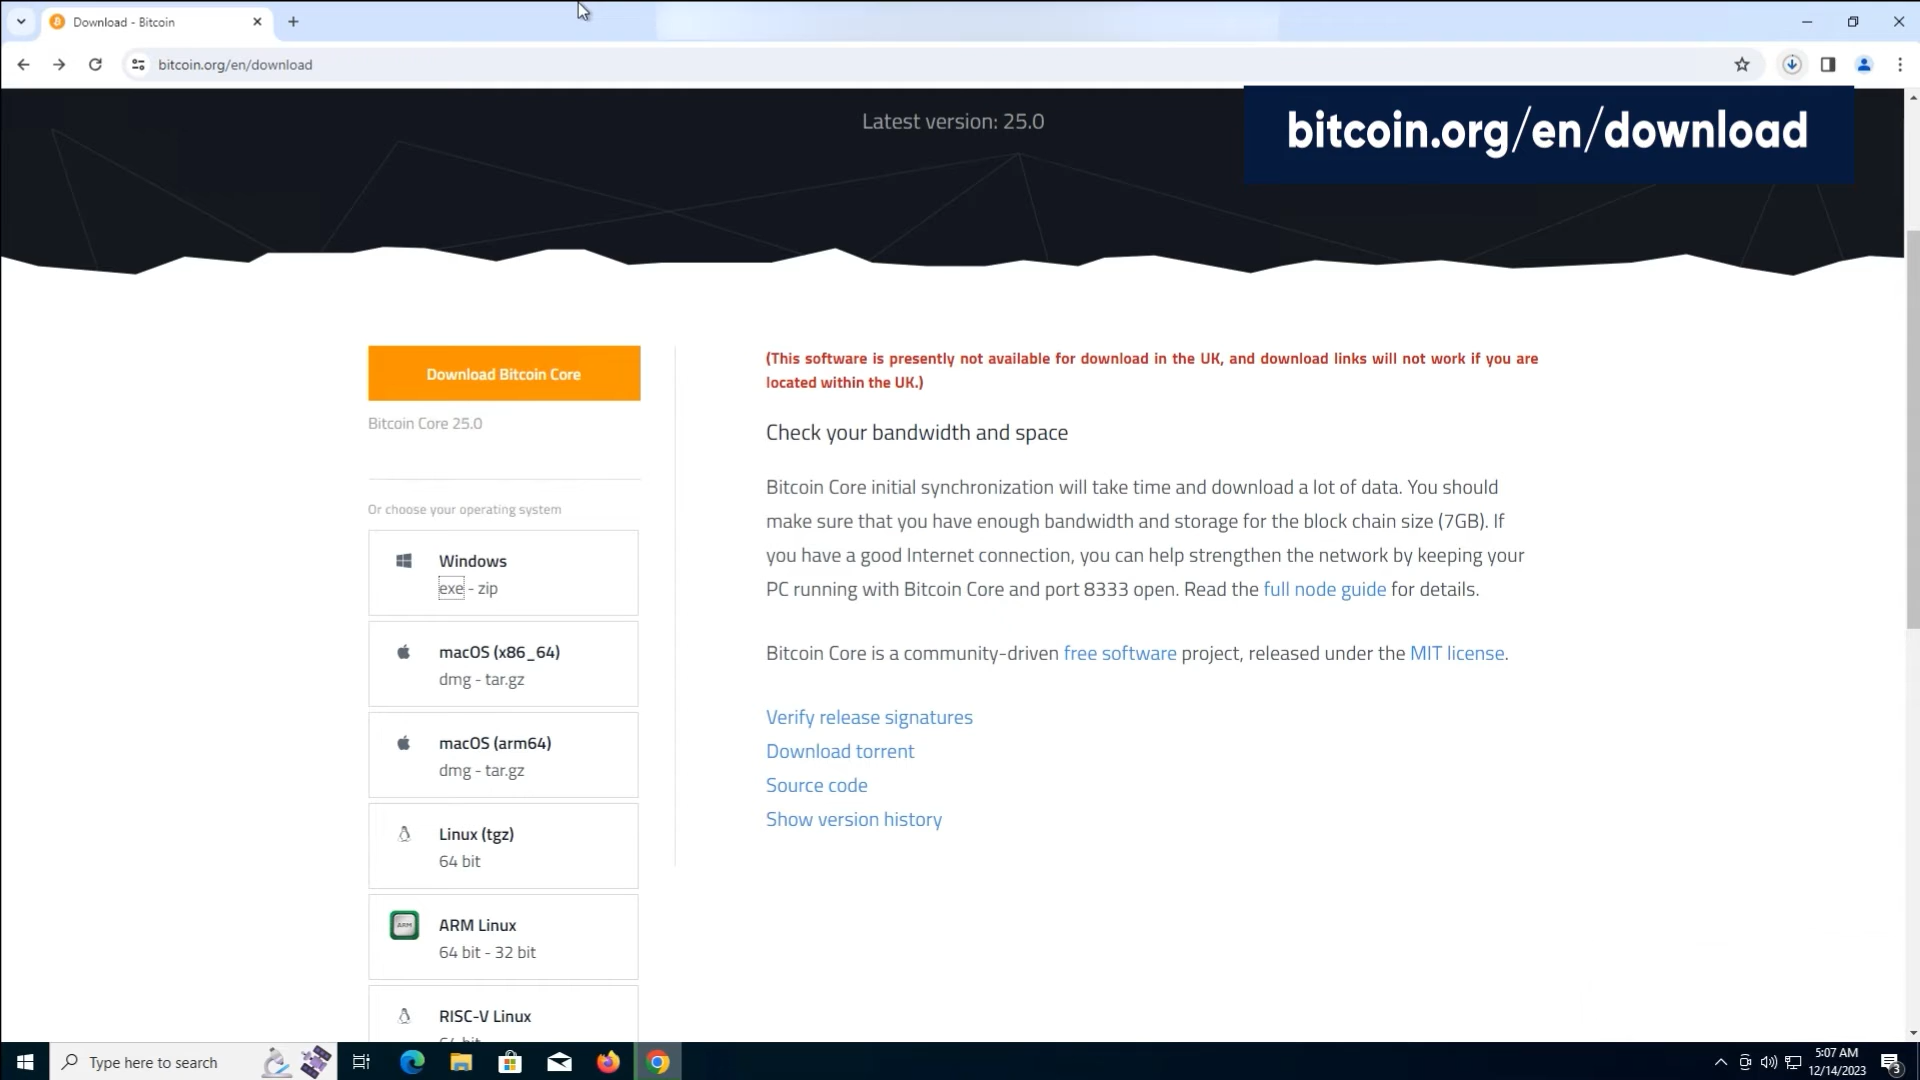 Download - Bitcoin
bitcoin.org/en/download
Latest version: 25.0
bitcoin.org/en/download
Download Bitcoin Core
Bitcoin Core 25.0
Or choose your operating system
Windows
exe - zip
macOS (x86_64)
dmg - tar.gz
macOS (arm64)
dmg - tar.gz
Linux (tgz)
64 bit
ARM
ARM Linux
64 bit - 32 bit
RISC-V Linux
64 bit
(This software is presently not available for download in the UK, and download links will not work if you are
located within the UK.)
Check your bandwidth and space
Bitcoin Core initial synchronization will take time and download a lot of data. You should
make sure that you have enough bandwidth and storage for the block chain size (7GB). If
you have a good Internet connection, you can help strengthen the network by keeping your
PC running with Bitcoin Core and port 8333 open. Read the full node guide for details.
Bitcoin Core is a community-driven free software project, released under the MIT license.
Verify release signatures
Download torrent
Source code
Show version history
Type here to search
5:07 AM
12/14/2023
3